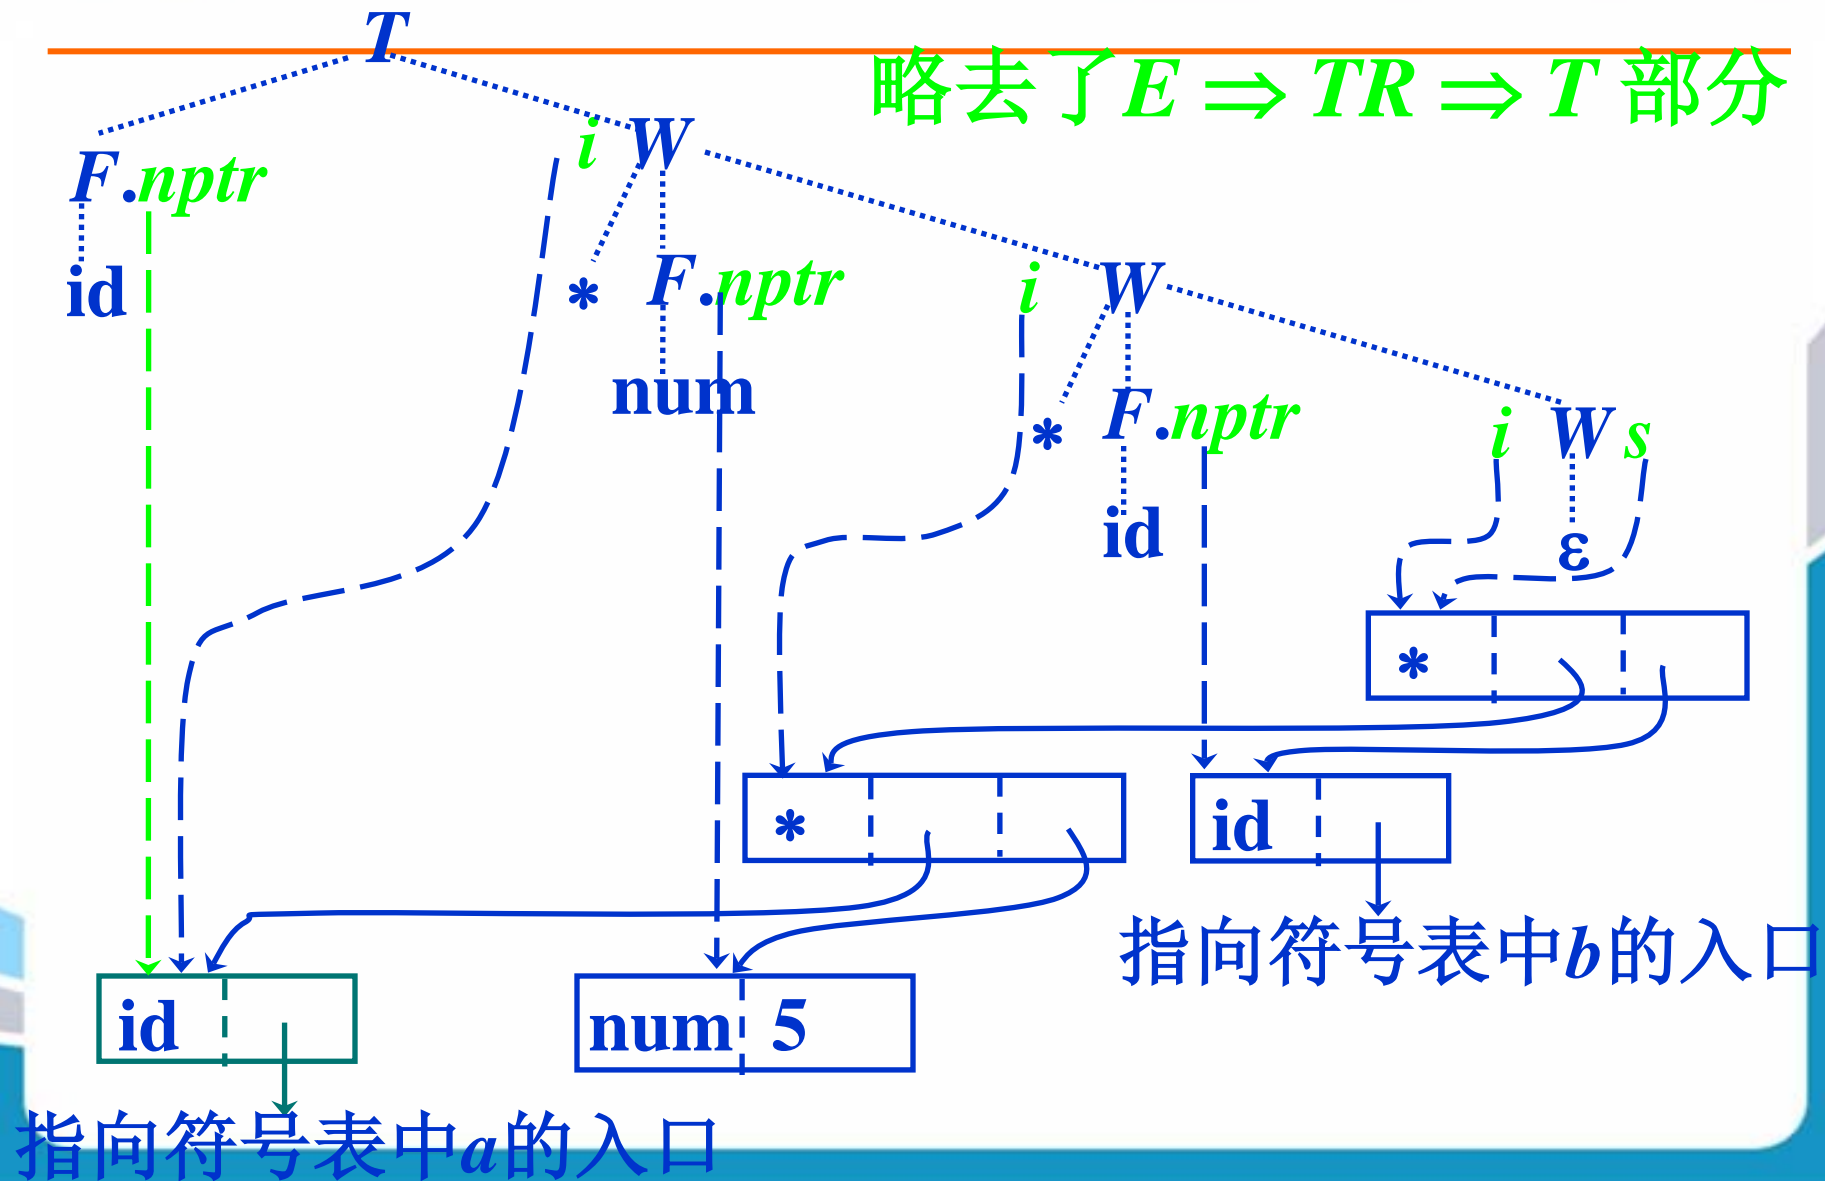 T
略去了E ⇒ TR ⇒ T 部分
i W
F.nptr
id
* F.nptr
i W
num
* F.nptr
i W s
id
ε
*
* id
指向符号表中b的入口
id num 5
指向符号表中a的入口